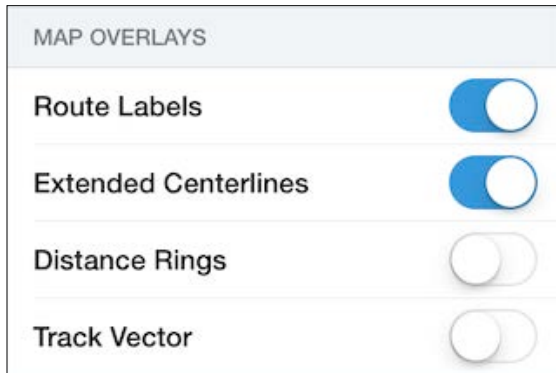 MAP OVERLAYS
Route Labels
Extended Centerlines
Distance Rings
Track Vector